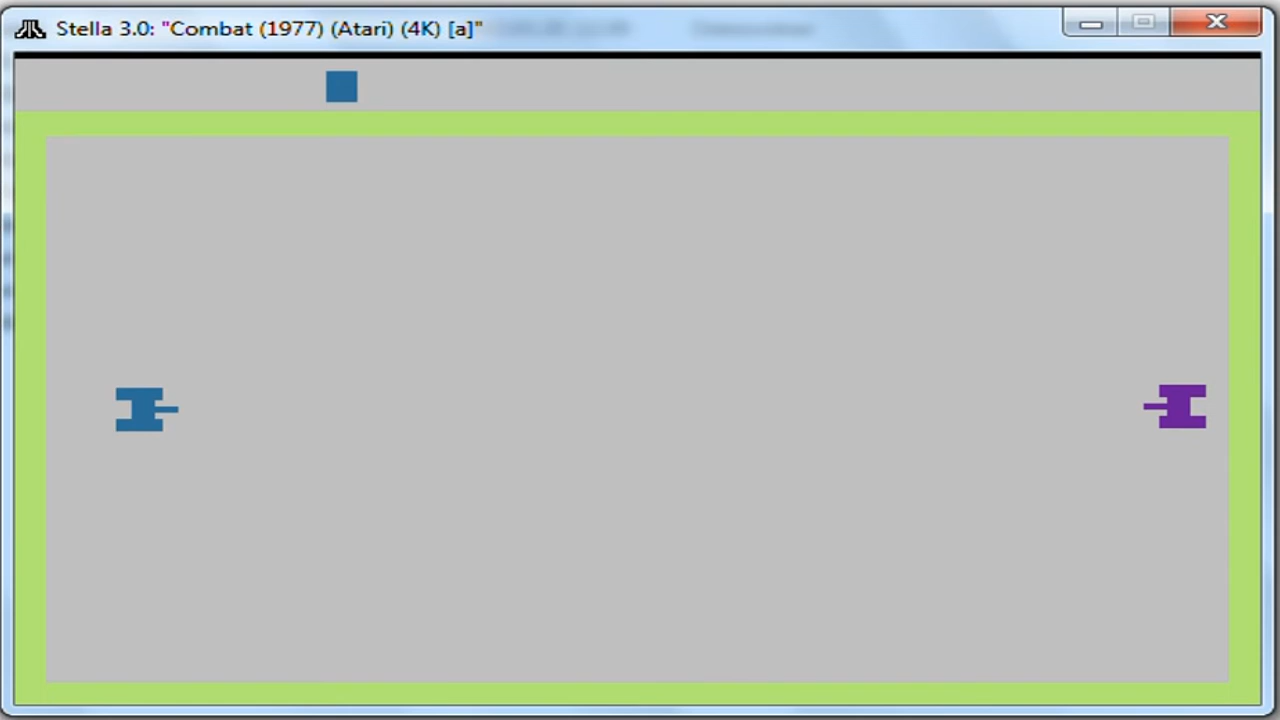 Stella 3.0: "Combat (1977) (Atari) (4K) [a]"